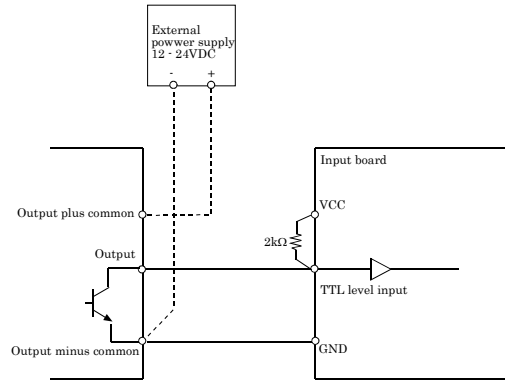 External
powwer supply
12 - 24VDC
- +
Input board
VCC
Output plus common
2kΩ
Output
TTL level input
Output minus common
GND